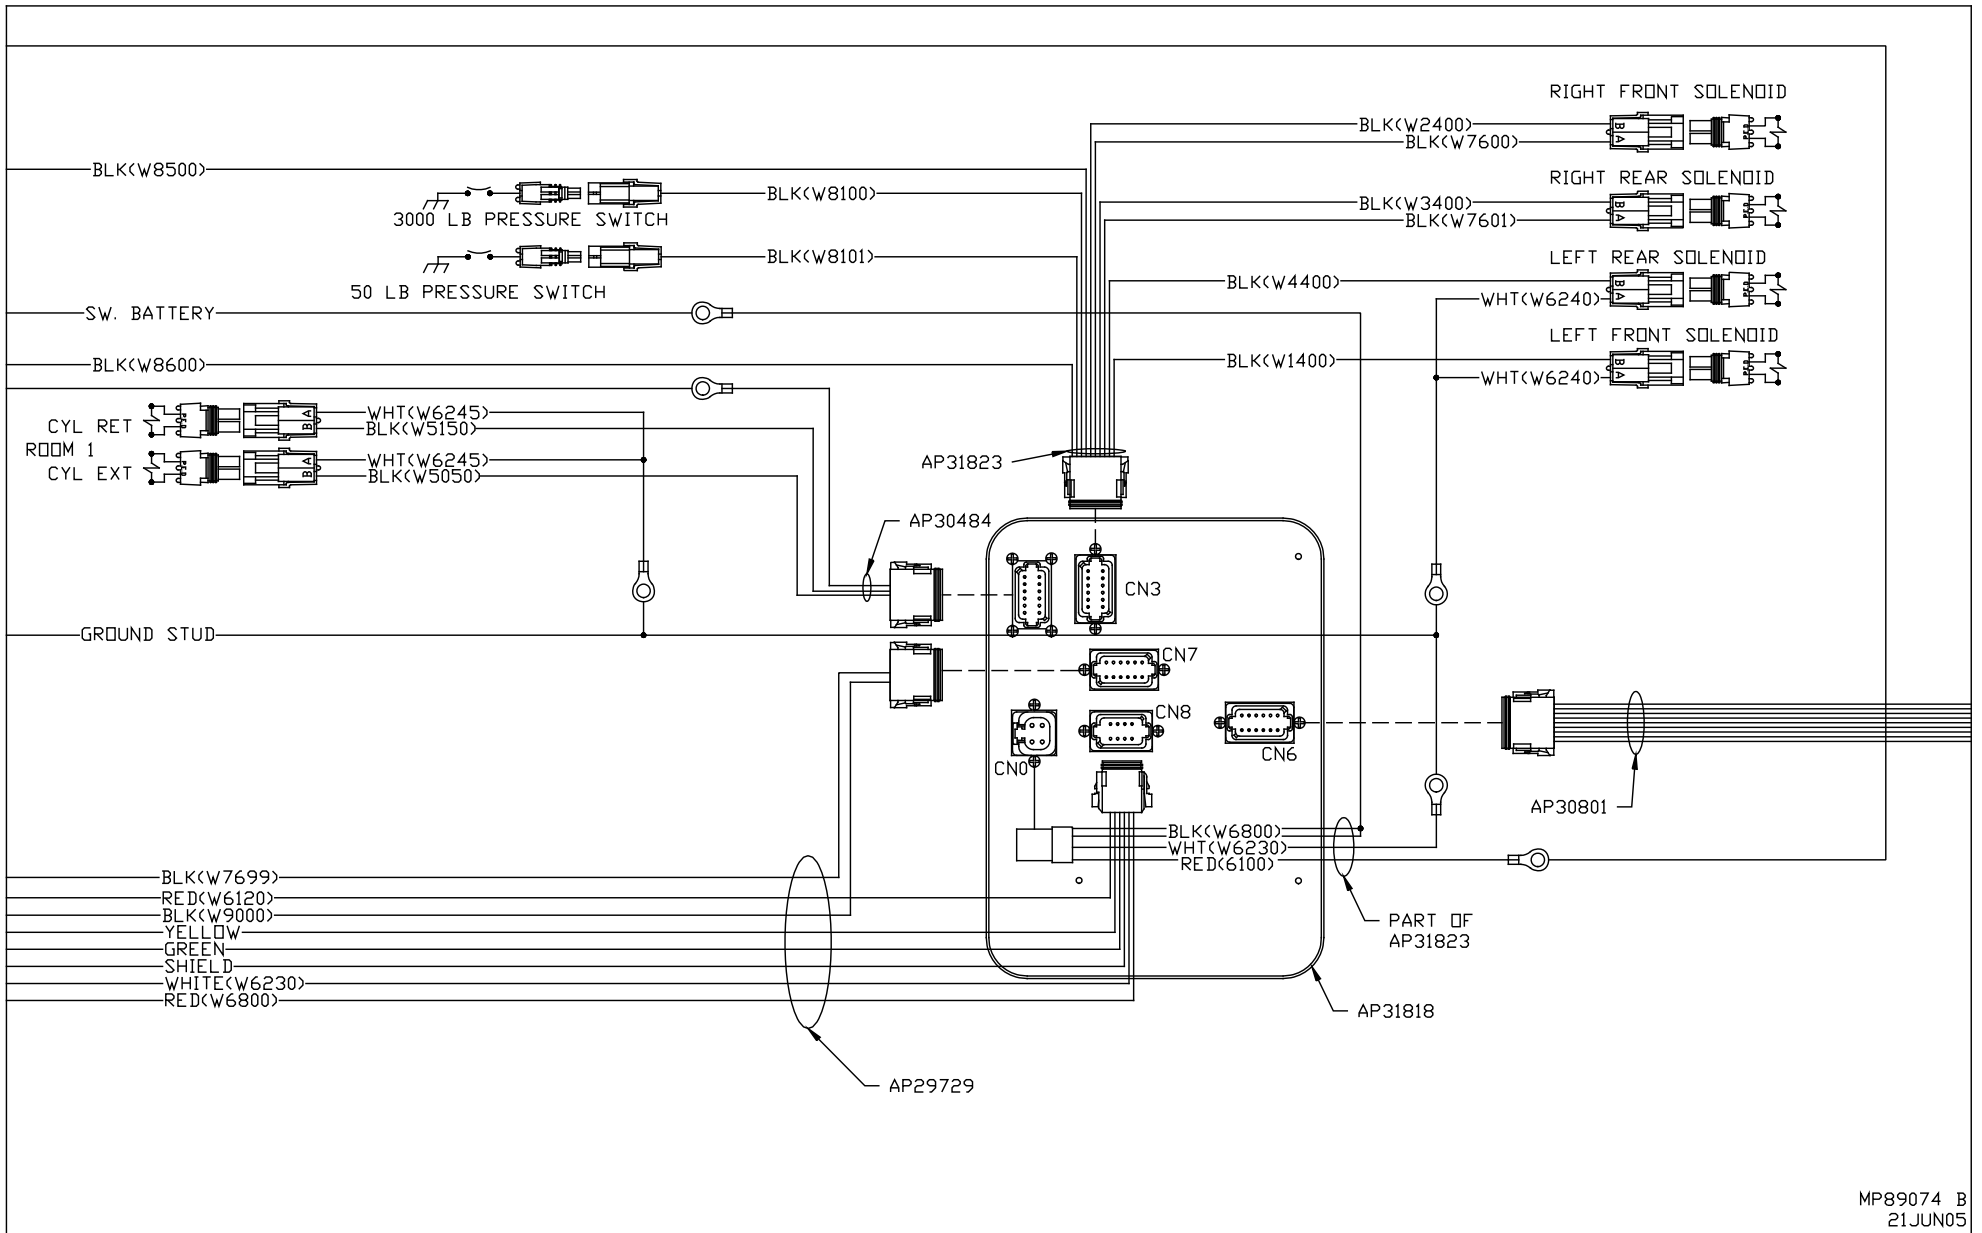 RIGHT FRONT SOLENOID
BLK(W2400)
BLK(W7600)
B
A
BLK(W8500)
RIGHT REAR SOLENOID
BLK(W8100)
BLK(W3400)
B
A
3000 LB PRESSURE SWITCH
BLK(W7601)
BLK(W8101)
LEFT REAR SOLENOID
BLK(W4400)
B
A
50 LB PRESSURE SWITCH
WHT(W6240)
SW. BATTERY
LEFT FRONT SOLENOID
BLK(W8600)
BLK(W1400)
B
A
WHT(W6240)
CYL RET
A
B
WHT(W6245)
BLK(W5150)
ROOM 1
CYL EXT
A
B
WHT(W6245)
BLK(W5050)
AP31823
AP30484
CN3
GROUND STUD
CN7
CN8
CN6
CN0
AP30801
BLK(W6800)
WHT(W6230)
RED(6100)
BLK(W7699)
RED(W6120)
BLK(W9000)
YELLOW
GREEN
SHIELD
WHITE(W6230)
RED(W6800)
PART OF
AP31823
AP31818
AP29729
MP89074 B
21JUN05